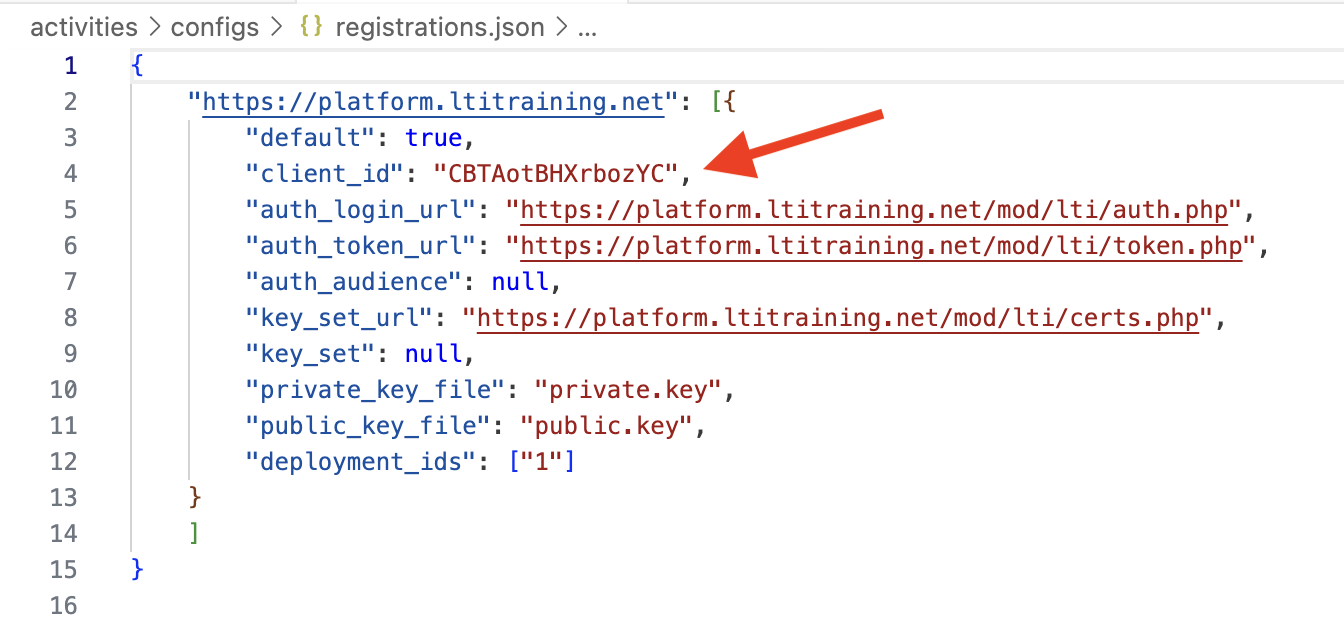 activities > configs > {} registrations.json > ...
1 {
2 "https://platform.ltitraining.net": [{
3 "default": true,
4 "client_id": "CBTAotBHXrbozYC",
5 "auth_login_url": "https://platform.ltitraining.net/mod/lti/auth.php",
6 "auth_token_url": "https://platform.ltitraining.net/mod/lti/token.php",
7 "auth_audience": null,
8 "key_set_url": "https://platform.ltitraining.net/mod/lti/certs.php",
9 "key_set": null,
10 "private_key_file": "private.key",
11 "public_key_file": "public.key",
12 "deployment_ids": ["1"]
13 }
14 ]
15 }
16